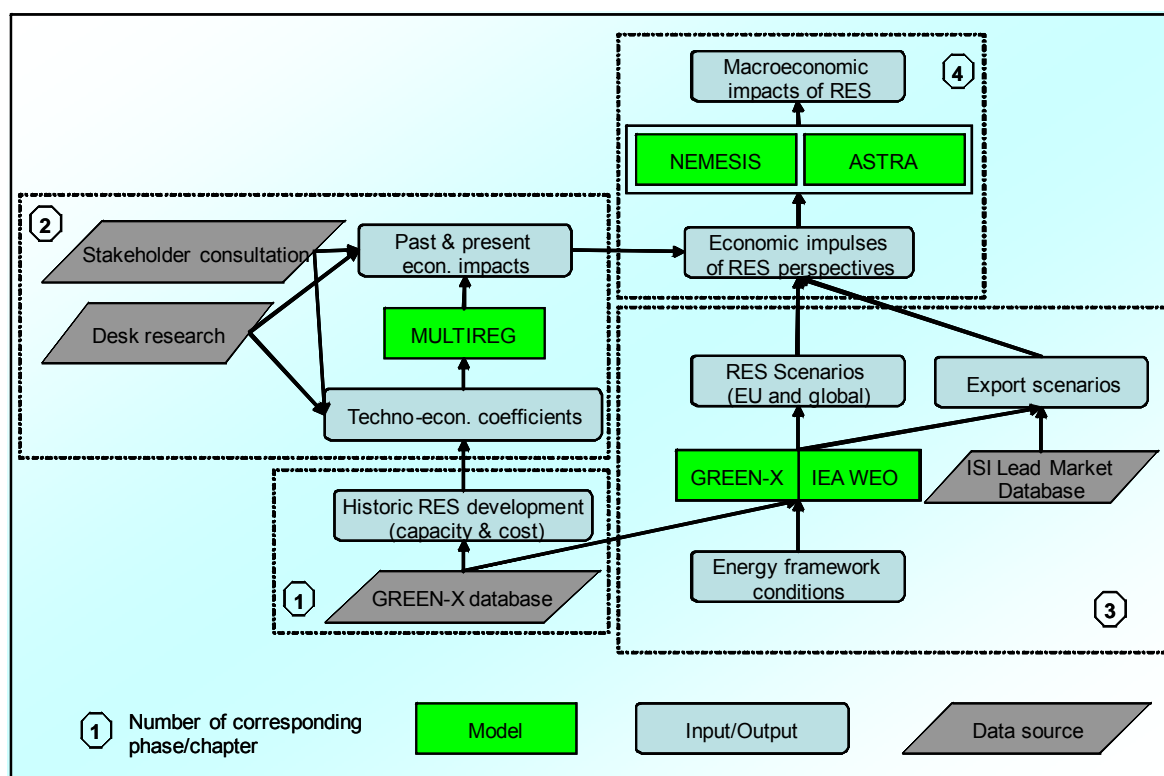 Macroeconomic
impacts of RES
4
NEMESIS
ASTRA
2
Stakeholder consultation
Past & present
econ. impacts
Economic impulses
of RES perspectives
Desk research
MULTIREG
RES Scenarios
(EU and global)
Export scenarios
Techno-econ. coefficients
GREEN-X
IEA WEO
ISI Lead Market
Database
Historic RES development
(capacity & cost)
Energy framework
conditions
1
GREEN-X database
3
1
Number of corresponding
phase/chapter
Model
Input/Output
Data source